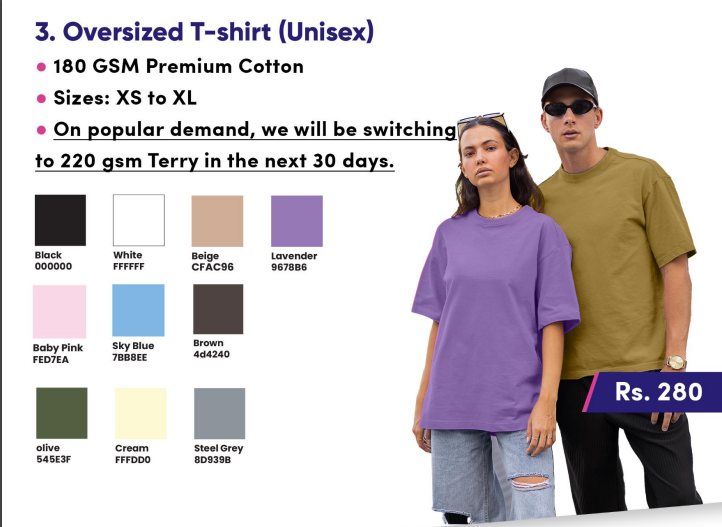 3. Oversized T-shirt (Unisex)
• 180 GSM Premium Cotton
• Sizes: XS to XL
• On popular demand, we will be switching
to 220 gsm Terry in the next 30 days.
Black
000000
White
FFFFFF
Beige
CFAC96
Lavender
9678B6
Baby Pink
FED7EA
Sky Blue
7BB8EE
Brown
4d4240
Rs. 280
olive
545E3F
Cream
FFFDD0
Steel Grey
8D939B